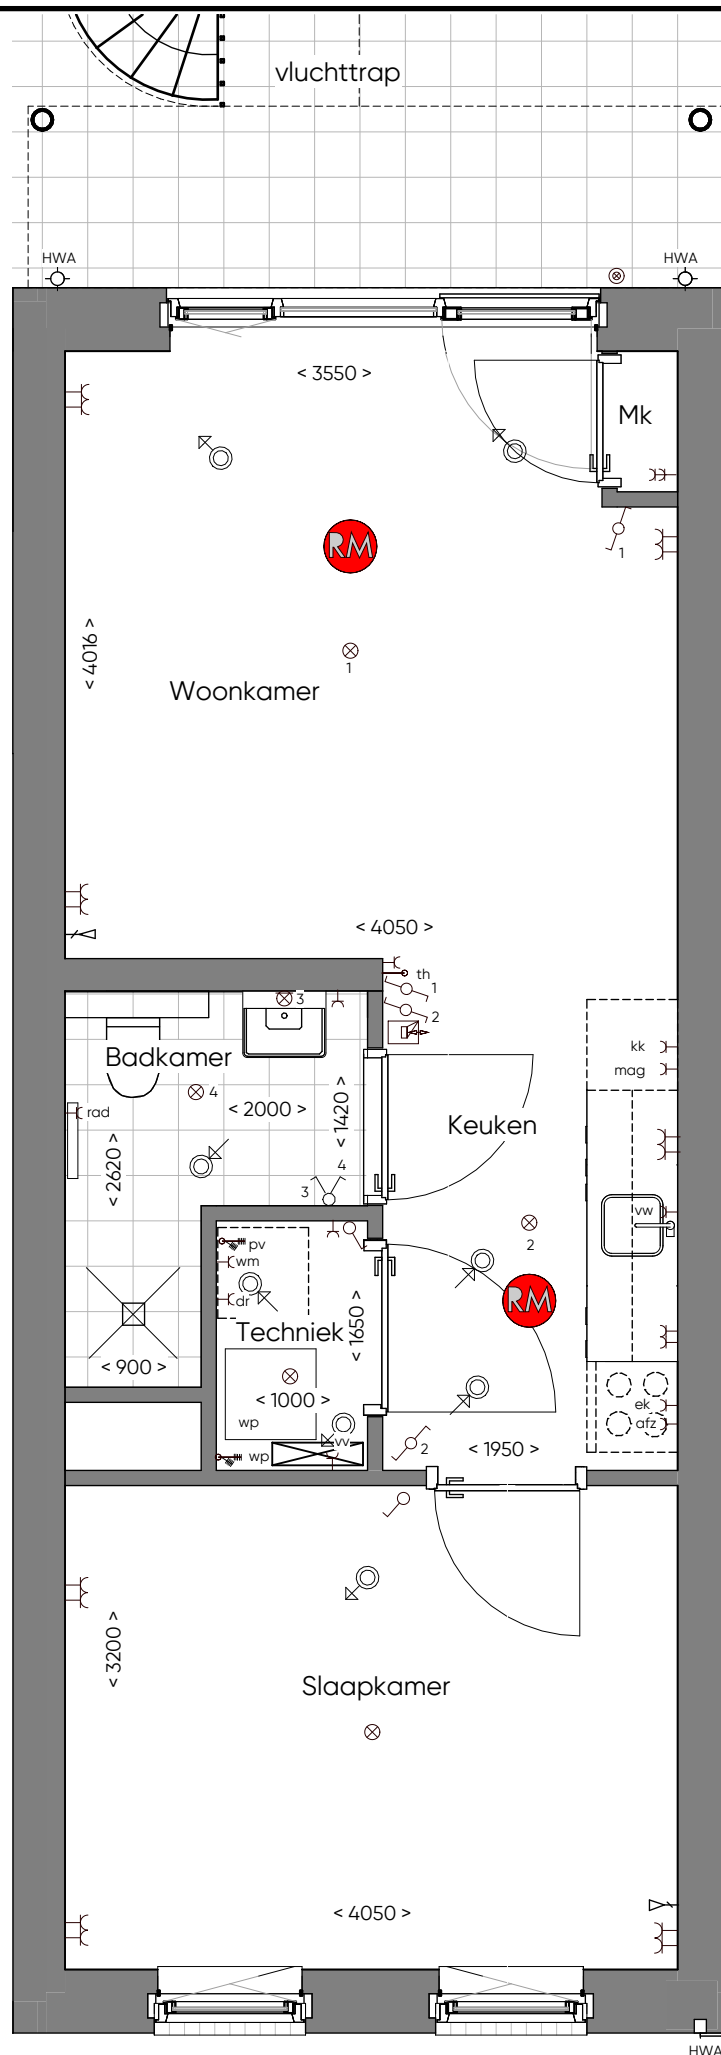 vluchttrap
HWA
HWA
< 3550 >
Mk
RM
1
< 4016 >
1
Woonkamer
< 4050 >
th
1
2
3
kk
mag
Badkamer
4
rad
< 2000 >
< 1420 >
Keuken
< 2620 >
4
3
vw
2
pv
wm
dr
RM
Techniek
< 1650 >
< 900 >
< 1000 >
ek
afz
wp
vv
wp
2
< 1950 >
< 3200 >
Slaapkamer
< 4050 >
HWA